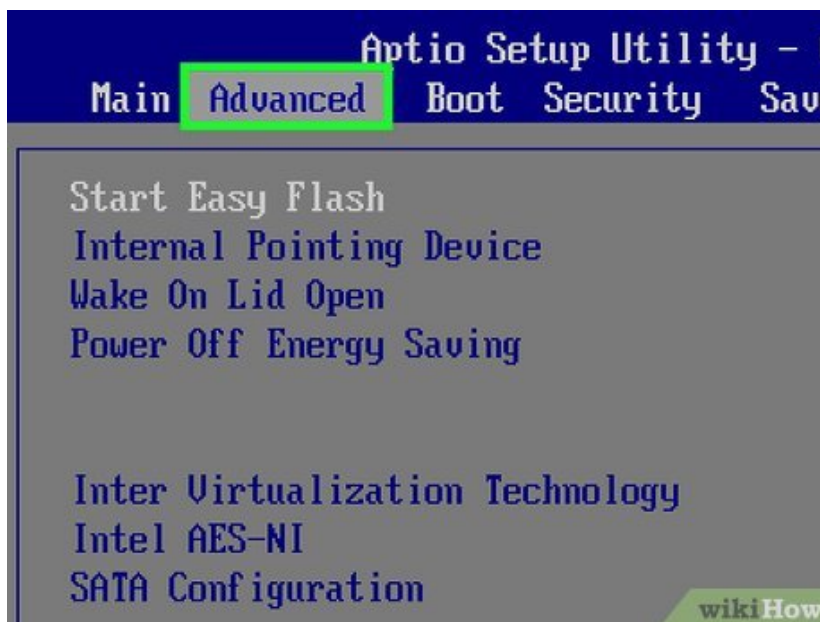 Aptio Setup Utility -
Main Advanced Boot Security Sav
Start Easy Flash
Internal Pointing Device
Wake On Lid Open
Power Off Energy Saving
Inter Virtualization Technology
Intel AES-NI
SATA Configuration
wikiHow